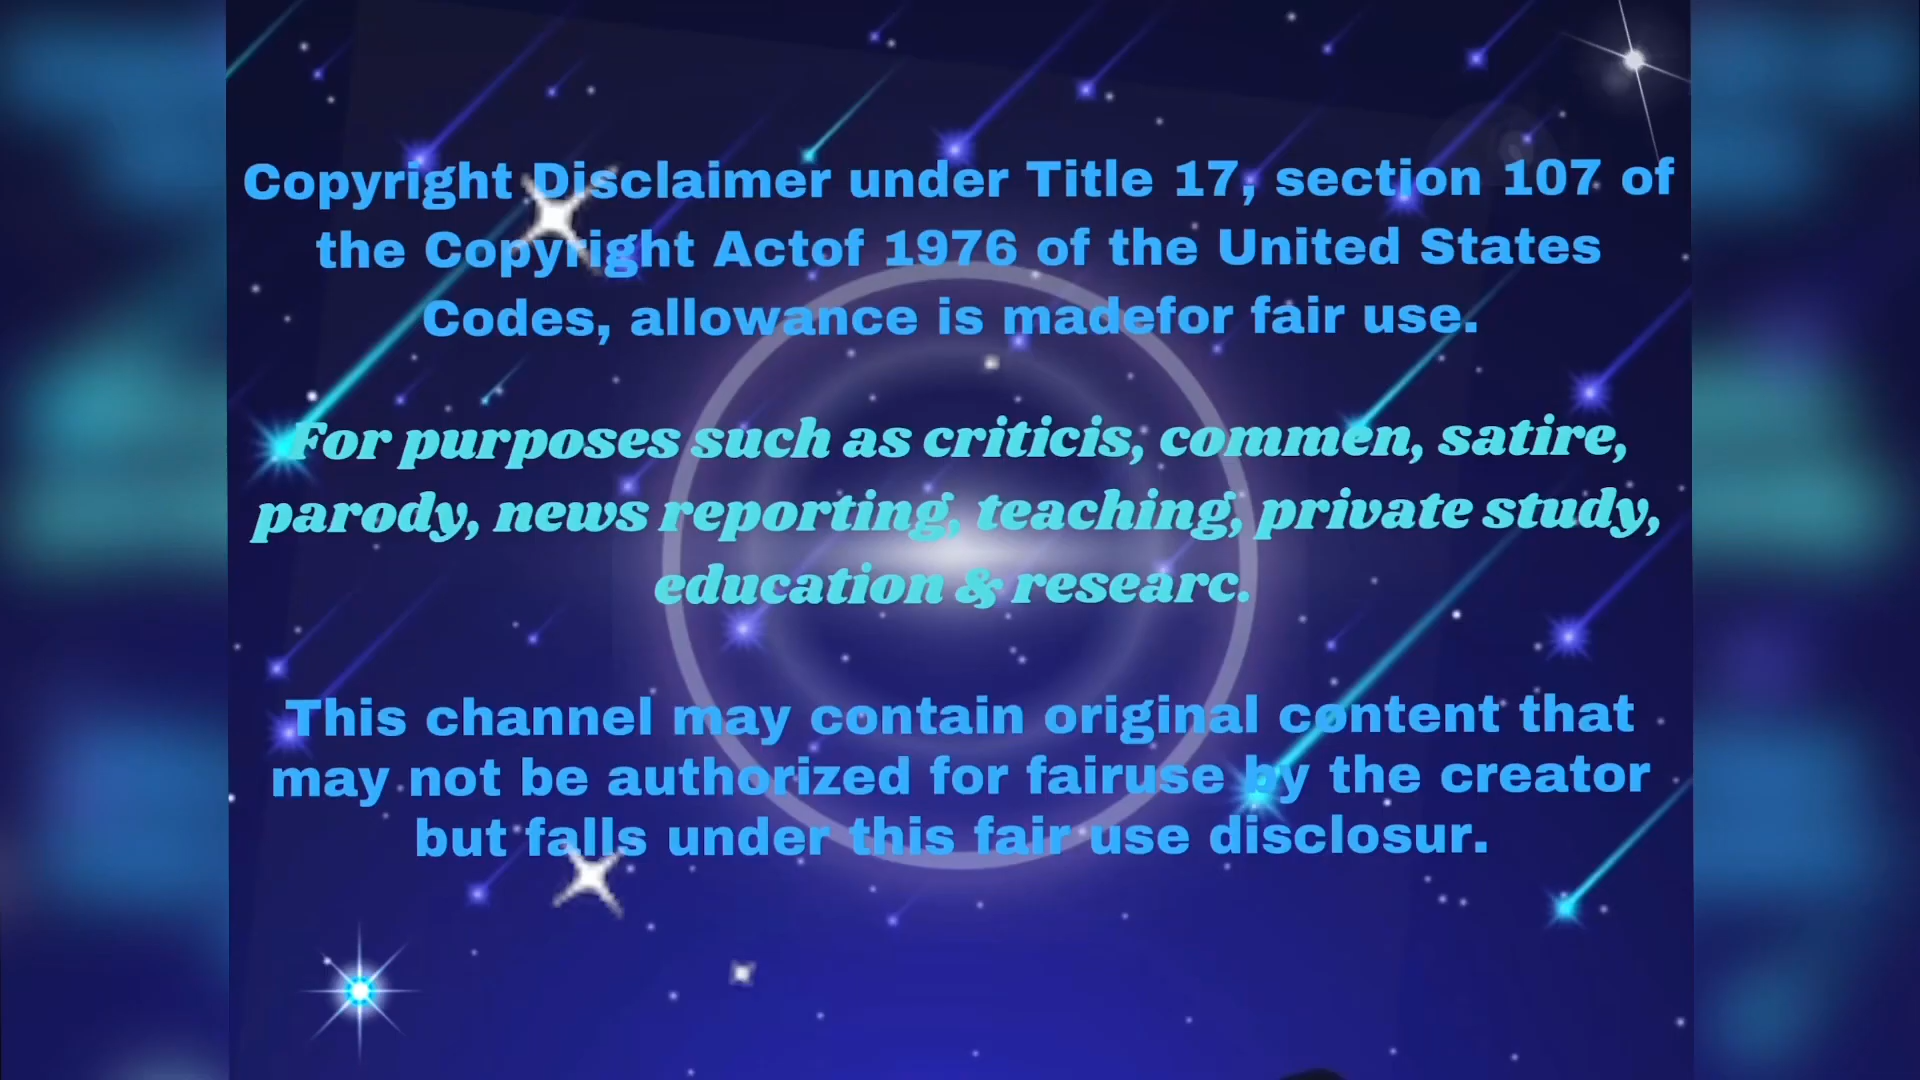 Copyright Disclaimer under Title 17, section 107 of
the Copyright Actof 1976 of the United States
Codes, allowance is madefor fair use.
For purposes such as criticis, commen, satire,
parody, news reporting, teaching, private study,
education & researc.
This channel may contain original content that
may not be authorized for fairuse by the creator
but falls under this fair use disclosur.